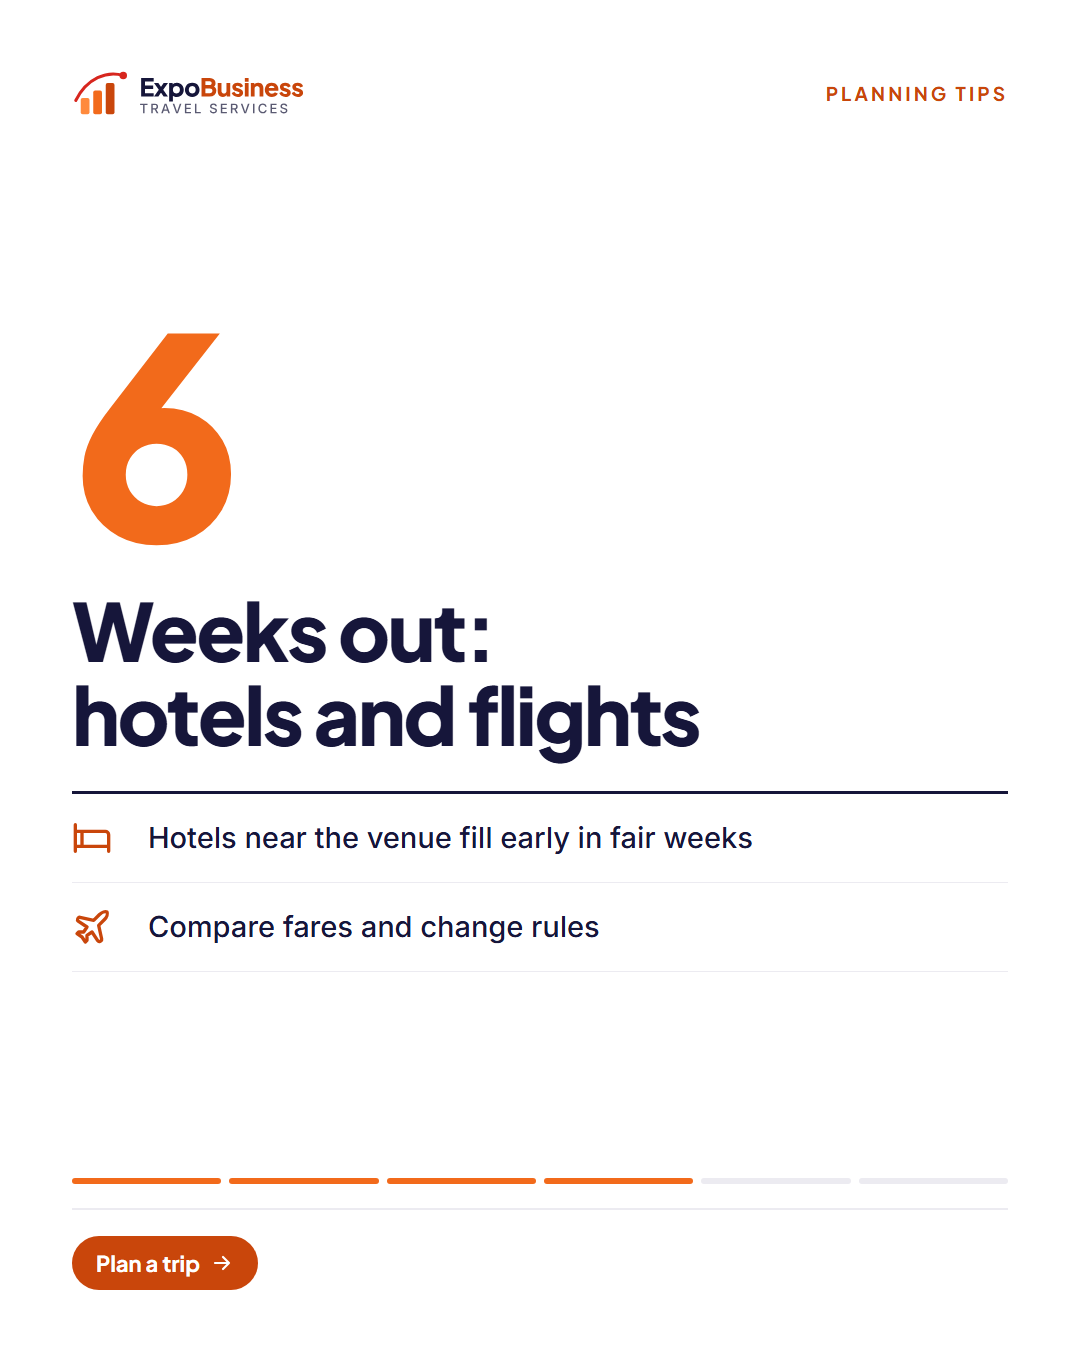 ExpoBusiness
TRAVEL SERVICES
PLANNING TIPS
6
Weeks out:
hotels and flights
Hotels near the venue fill early in fair weeks
Compare fares and change rules
Plan a trip →